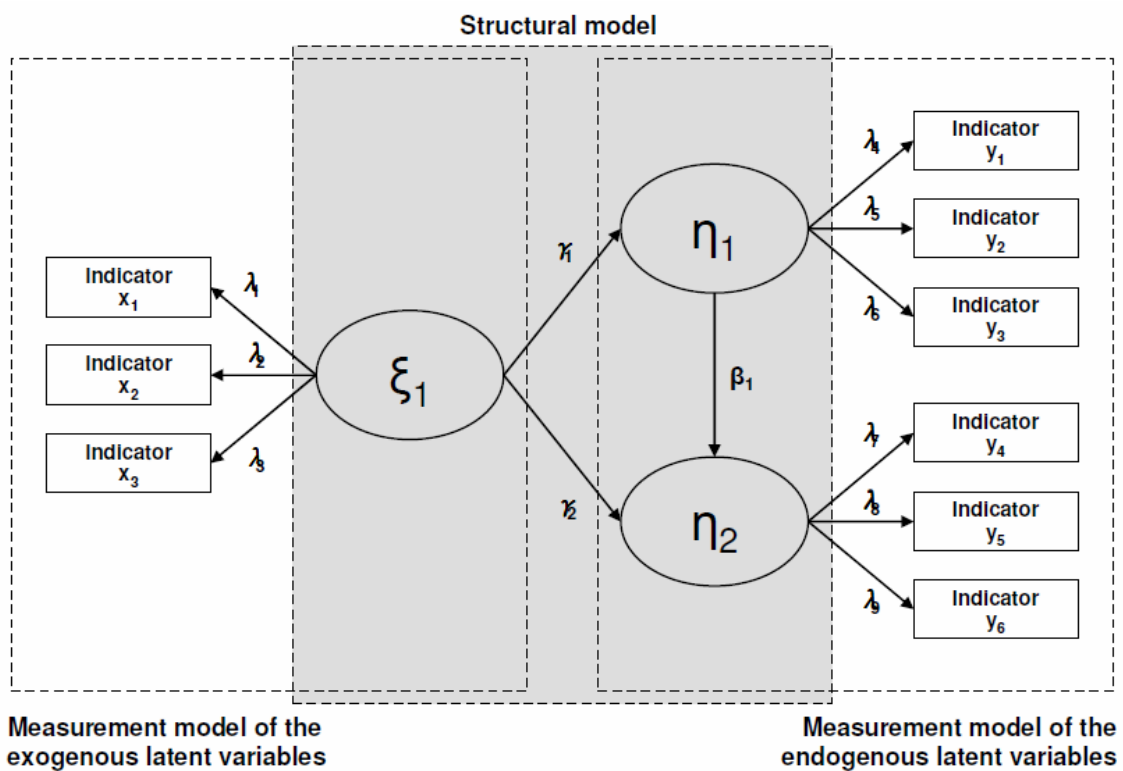 Structural model
Indicator
x₁
Indicator
x₂
Indicator
x₃
λ₁
λ₂
λ₃
ξ₁
γ₁
γ₂
η₁
β₁
η₂
λ₄
λ₅
λ₆
λ₇
λ₈
λ₉
Indicator
y₁
Indicator
y₂
Indicator
y₃
Indicator
y₄
Indicator
y₅
Indicator
y₆
Measurement model of the
exogenous latent variables
Measurement model of the
endogenous latent variables